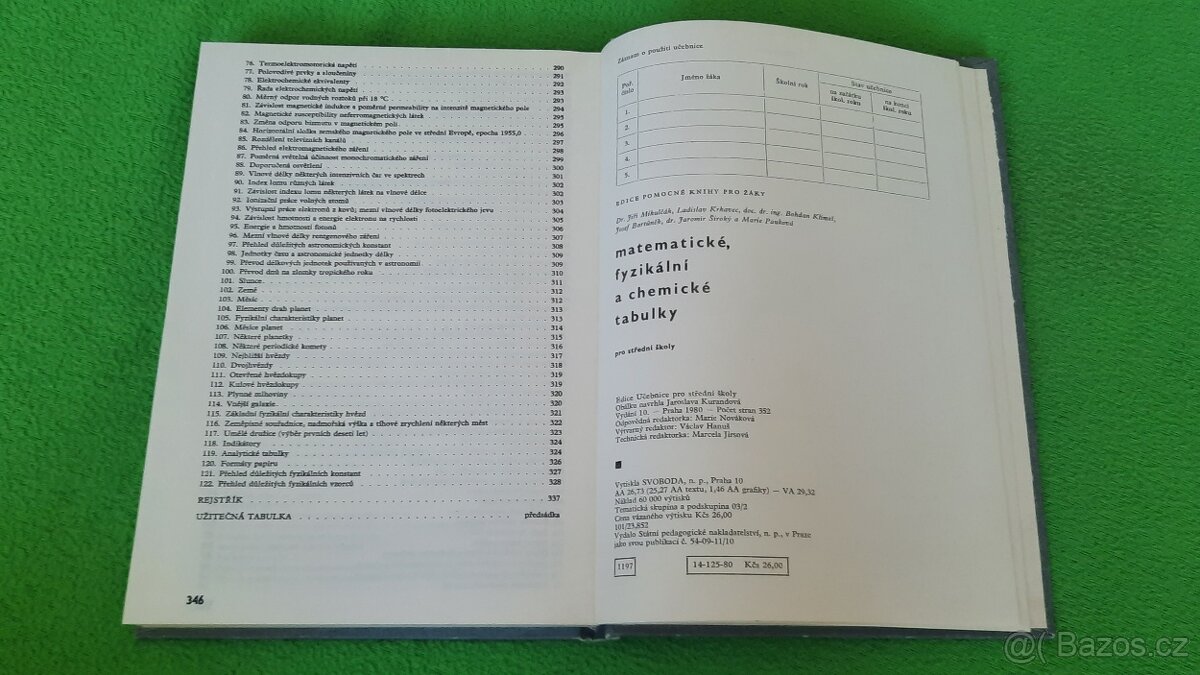 76. Termoelektromotorická napětí 290
77. Polovodivé prvky a sloučeniny 291
78. Elektrochemické ekvivalenty 292
79. Řada elektrochemických napětí 293
80. Měrný odpor vodných roztoků při 18 °C 293
81. Závislost magnetické indukce a poměrné permeability na intenzitě magnetického pole 294
82. Magnetické susceptibility neferromagnetických látek 295
83. Změna odporu bizmutu v magnetickém poli 295
84. Horizontální složka zemského magnetického pole ve střední Evropě, epocha 1955,0 296
85. Rozdělení televizních kanálů 297
86. Přehled elektromagnetického záření 298
87. Poměrná světelná účinnost monochromatického záření 299
88. Doporučená osvětlení 300
89. Vlnové délky některých intenzívních čar ve spektrech 301
90. Index lomu různých látek 302
91. Závislost indexu lomu některých látek na vlnové délce 302
92. Ionizační práce volných atomů 303
93. Výstupní práce elektronů z kovů; mezní vlnové délky fotoelektrického jevu 304
94. Závislost hmotnosti a energie elektronu na rychlosti 305
95. Energie a hmotnosti fotonů 306
96. Mezní vlnové délky rentgenového záření 307
97. Přehled důležitých astronomických konstant 308
98. Jednotky času a astronomické jednotky délky 309
99. Převod délkových jednotek používaných v astronomii 309
100. Převod dnů na zlomky tropického roku 310
101. Slunce 311
102. Země 312
103. Měsíc 312
104. Elementy drah planet 313
105. Fyzikální charakteristiky planet 313
106. Měsíce planet 314
107. Některé planetky 315
108. Některé periodické komety 316
109. Nejbližší hvězdy 317
110. Dvojhvězdy 318
111. Otevřené hvězdokupy 319
112. Kulové hvězdokupy 319
113. Plynné mlhoviny 320
114. Vnější galaxie 320
115. Základní fyzikální charakteristiky hvězd 321
116. Zeměpisné souřadnice, nadmořská výška a tíhové zrychlení některých měst 322
117. Umělé družice (výběr prvních deseti let) 323
118. Indikátory 324
119. Analytické tabulky 324
120. Formáty papíru 326
121. Přehled důležitých fyzikálních konstant 327
122. Přehled důležitých fyzikálních vzorců 328
REJSTŘÍK 337
UŽITEČNÁ TABULKA předsádka
346
Záznam o použití učebnice
Poř. číslo Jméno žáka Školní rok Stav učebnice
na začátku škol. roku na konci škol. roku
1.
2.
3.
4.
5.
EDICE POMOCNÉ KNIHY PRO ŽÁKY
Dr. Jiří Mikulčák, Ladislav Krkavec, doc. dr. ing. Bohdan Klimeš,
Josef Bartůněk, dr. Jaromír Široký a Marie Pauková
matematické,
fyzikální
a chemické
tabulky
pro střední školy
Edice Učebnice pro střední školy
Obálku navrhla Jaroslava Kurandová
Vydání 10. — Praha 1980 — Počet stran 352
Odpovědná redaktorka: Marie Nováková
Výtvarný redaktor: Václav Hanuš
Technická redaktorka: Marcela Jirsová
Vytiskla SVOBODA, n. p., Praha 10
AA 26,73 (25,27 AA textu, 1,46 AA grafiky) — VA 29,32
Náklad 60 000 výtisků
Tematická skupina a podskupina 03/2
Cena vázaného výtisku Kčs 26,00
101/23,852
Vydalo Státní pedagogické nakladatelství, n. p., v Praze
jako svou publikaci č. 54-09-11/10
1197
14-125-80 Kčs 26,00
@( Bazos.cz